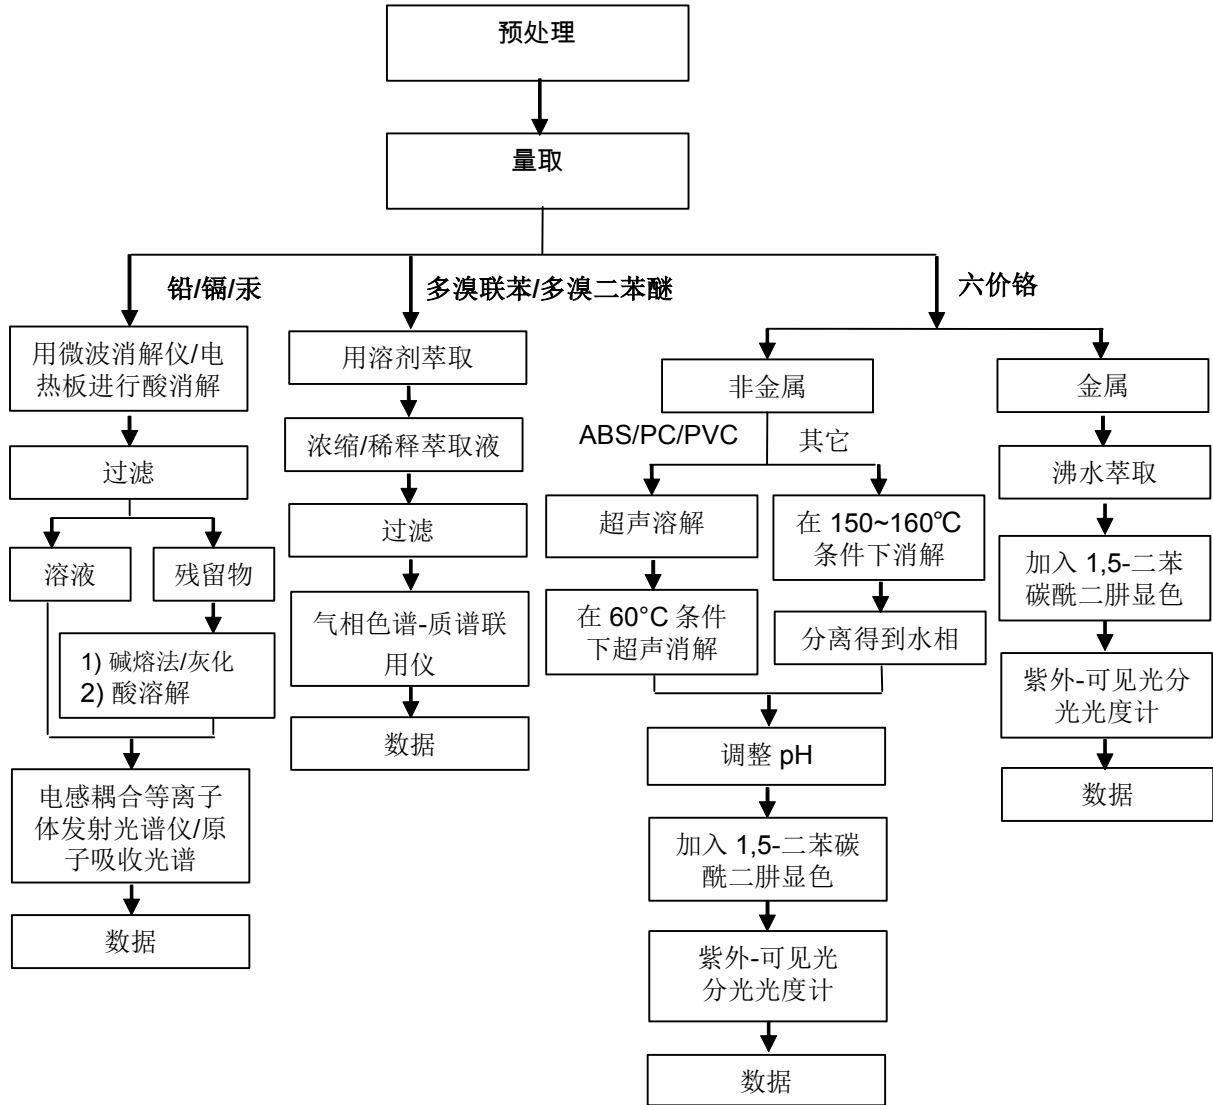 预处理
量取
铅/镉/汞
多溴联苯/多溴二苯醚
六价铬
用微波消解仪/电
热板进行酸消解
过滤
溶液
残留物
1) 碱熔法/灰化
2) 酸溶解
电感耦合等离子
体发射光谱仪/原
子吸收光谱
数据
用溶剂萃取
浓缩/稀释萃取液
过滤
气相色谱-质谱联
用仪
数据
非金属
ABS/PC/PVC
其它
超声溶解
在 60°C 条件
下超声消解
在 150~160℃
条件下消解
分离得到水相
调整 pH
加入 1,5-二苯碳
酰二肼显色
紫外-可见光
分光光度计
数据
金属
沸水萃取
加入 1,5-二苯
碳酰二肼显色
紫外-可见光分
光光度计
数据